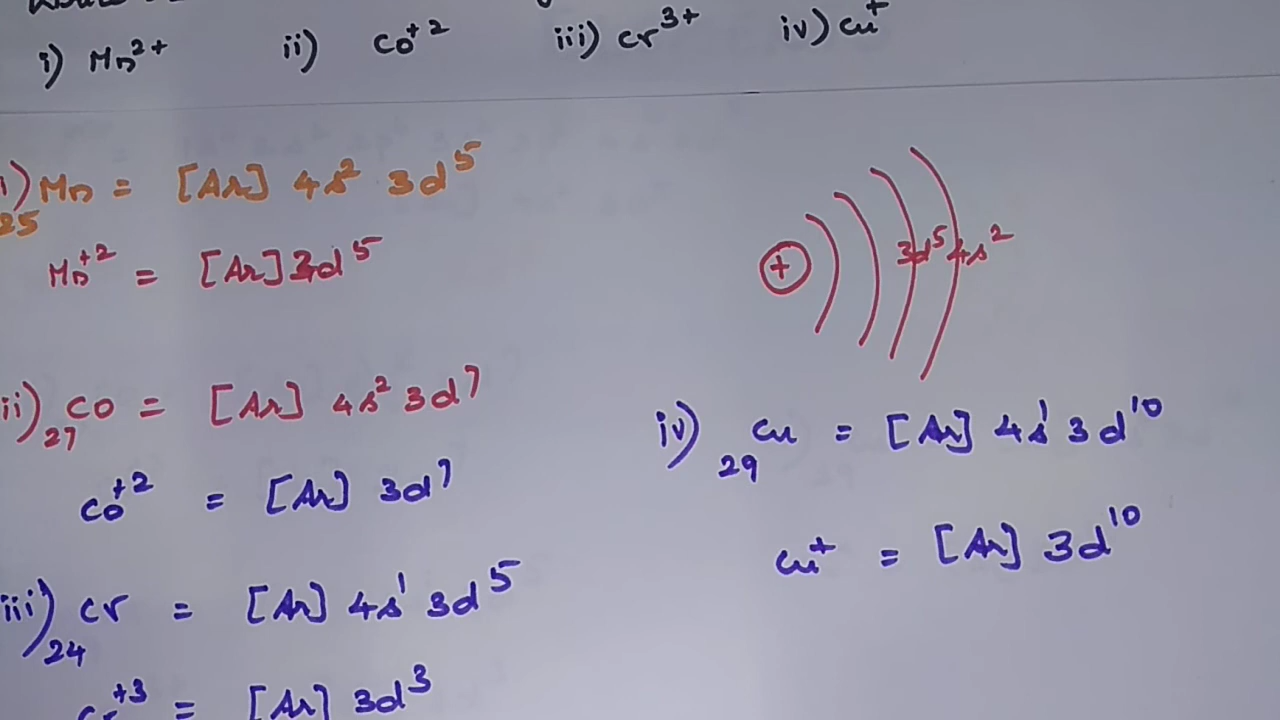 i) Mn²⁺ ii) Co⁺² iii) Cr³⁺ iv) Cu⁺
i) ₂₅Mn = [Ar] 4s² 3d⁵
Mn⁺² = [Ar] 3d⁵
+ 3d⁵ 4s²
ii) ₂₇Co = [Ar] 4s² 3d⁷
Co⁺² = [Ar] 3d⁷
iii) ₂₄Cr = [Ar] 4s¹ 3d⁵
Cr⁺³ = [Ar] 3d³
iv) ₂₉Cu = [Ar] 4s¹ 3d¹⁰
Cu⁺ = [Ar] 3d¹⁰